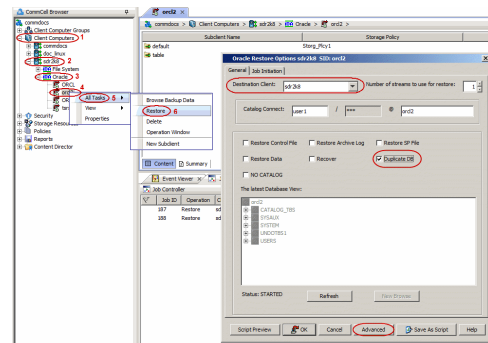 CommCell Browser
commdocs
Client Computer Groups
Client Computers 1
commdocs
doc_linux
sdr2k8 2
File System
Oracle 3
ORCL
4
Security
Storage Resources
Policies
Reports
Content Director
All Tasks 5
View
Properties
Browse Backup Data
Restore 6
Delete
Operation Window
New Subclient
orcl2
commdocs > Client Computers > sdr2k8 > Oracle > orcl2 >
Subclient Name Storage Policy
default Storg_Plcy1
table
Content Summary
Event Viewer
Job Controller
Job ID Operation
187 Restore
188 Restore
Oracle Restore Options sdr2k8 SID: orcl2
General Job Initiation
Destination Client: sdr2k8 Number of streams to use for restore: 1
Catalog Connect: user1 / **** @ orcl2
Restore Control File Restore Archive Log Restore SP File
Restore Data Recover Duplicate DB
NO CATALOG
The latest Database View:
orcl2
CATALOG_TBS
SYSAUX
SYSTEM
UNDOTBS1
USERS
Status: STARTED Refresh New Browse
Script Preview OK Cancel Advanced Save As Script Help